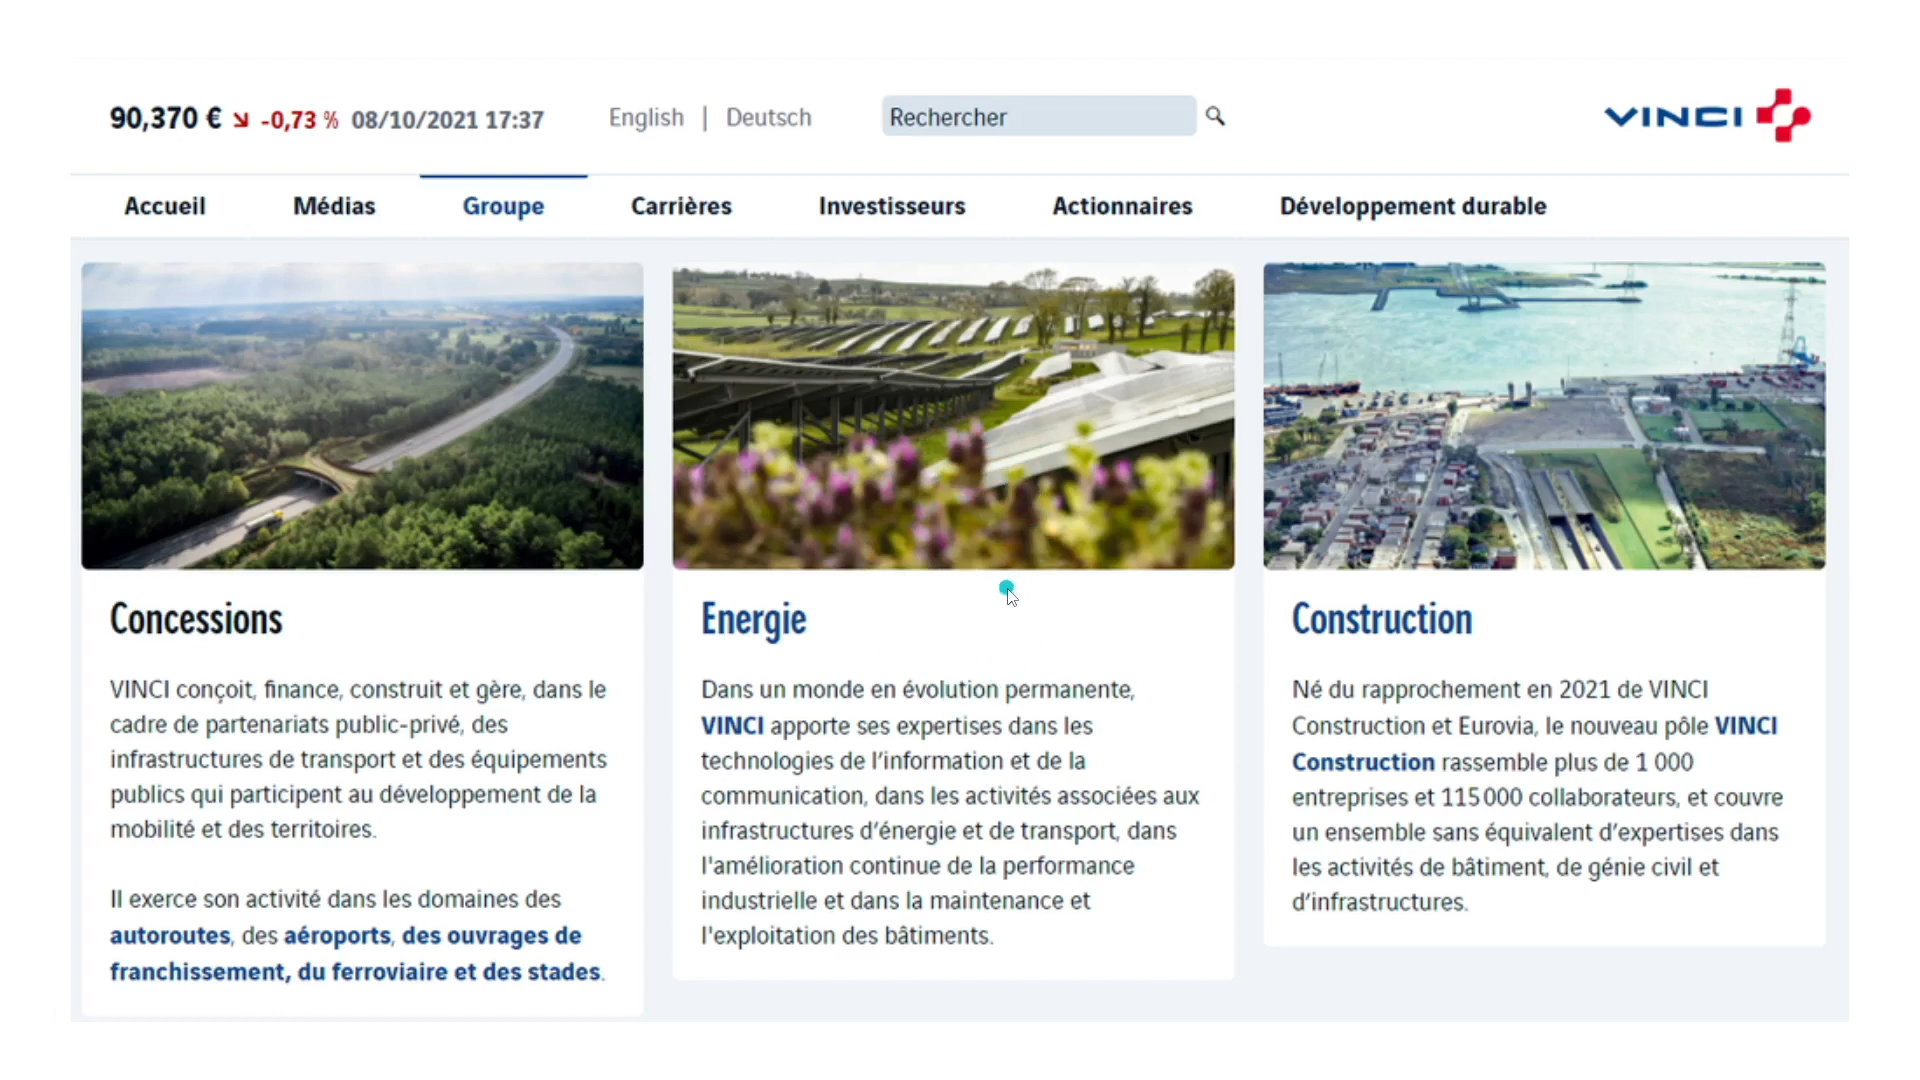 90,370 € -0,73 % 08/10/2021 17:37
English | Deutsch
Rechercher
VINCI
Accueil
Médias
Groupe
Carrières
Investisseurs
Actionnaires
Développement durable
Concessions
VINCI conçoit, finance, construit et gère, dans le
cadre de partenariats public-privé, des
infrastructures de transport et des équipements
publics qui participent au développement de la
mobilité et des territoires.
Il exerce son activité dans les domaines des
autoroutes, des aéroports, des ouvrages de
franchissement, du ferroviaire et des stades.
Energie
Dans un monde en évolution permanente,
VINCI apporte ses expertises dans les
technologies de l'information et de la
communication, dans les activités associées aux
infrastructures d'énergie et de transport, dans
l'amélioration continue de la performance
industrielle et dans la maintenance et
l'exploitation des bâtiments.
Construction
Né du rapprochement en 2021 de VINCI
Construction et Eurovia, le nouveau pôle VINCI
Construction rassemble plus de 1 000
entreprises et 115 000 collaborateurs, et couvre
un ensemble sans équivalent d'expertises dans
les activités de bâtiment, de génie civil et
d'infrastructures.